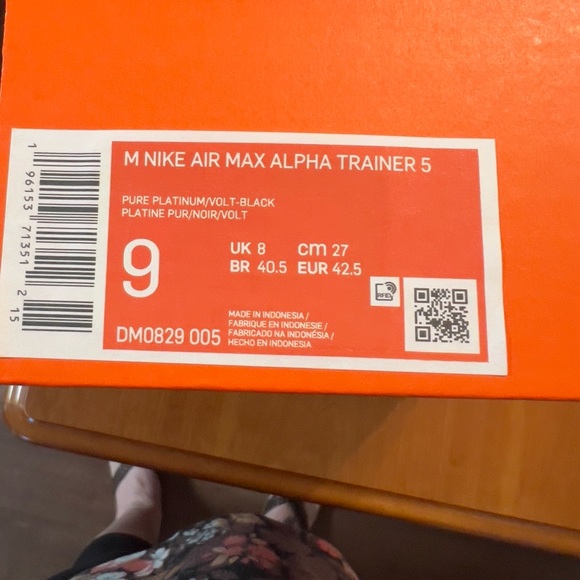 M NIKE AIR MAX ALPHA TRAINER 5
PURE PLATINUM/VOLT-BLACK
PLATINE PUR/NOIR/VOLT
9
UK 8 cm 27
BR 40.5 EUR 42.5
RFID
DM0829 005
MADE IN INDONESIA /
FABRIQUE EN INDONESIE /
FABRICADO NA INDONÉSIA /
HECHO EN INDONESIA
1 96153 71351 2 15